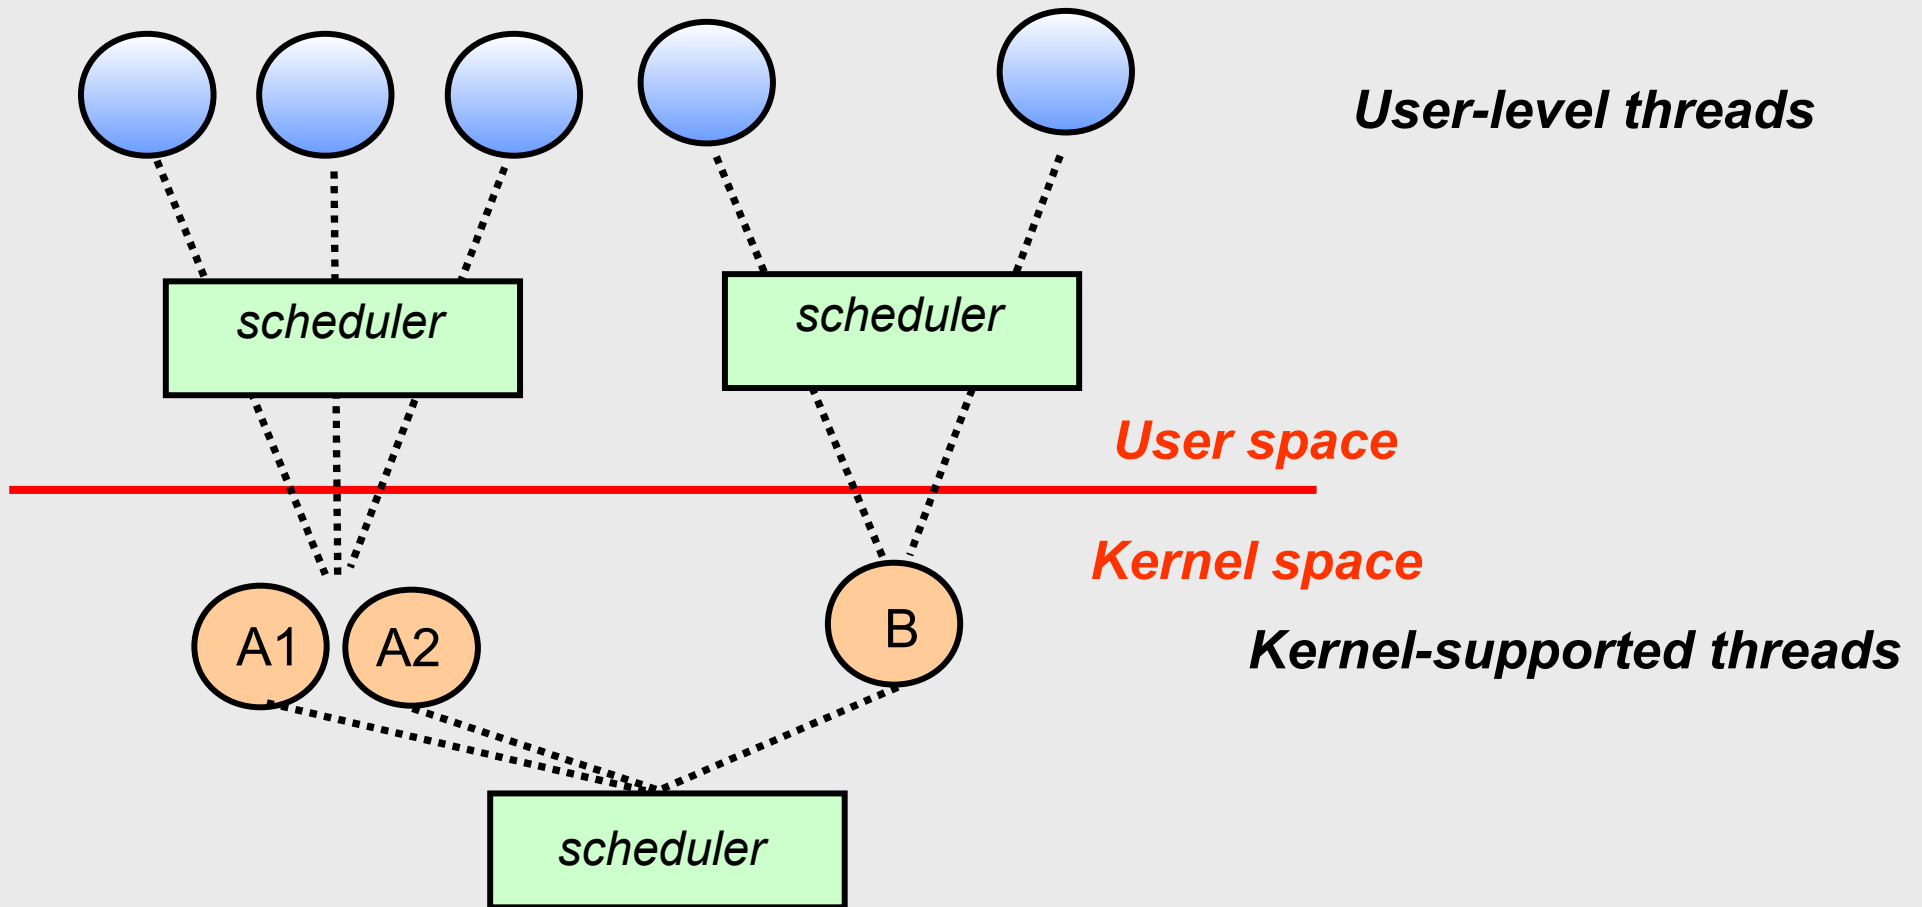 User-level threads
scheduler
scheduler
User space
Kernel space
A1
A2
B
Kernel-supported threads
scheduler